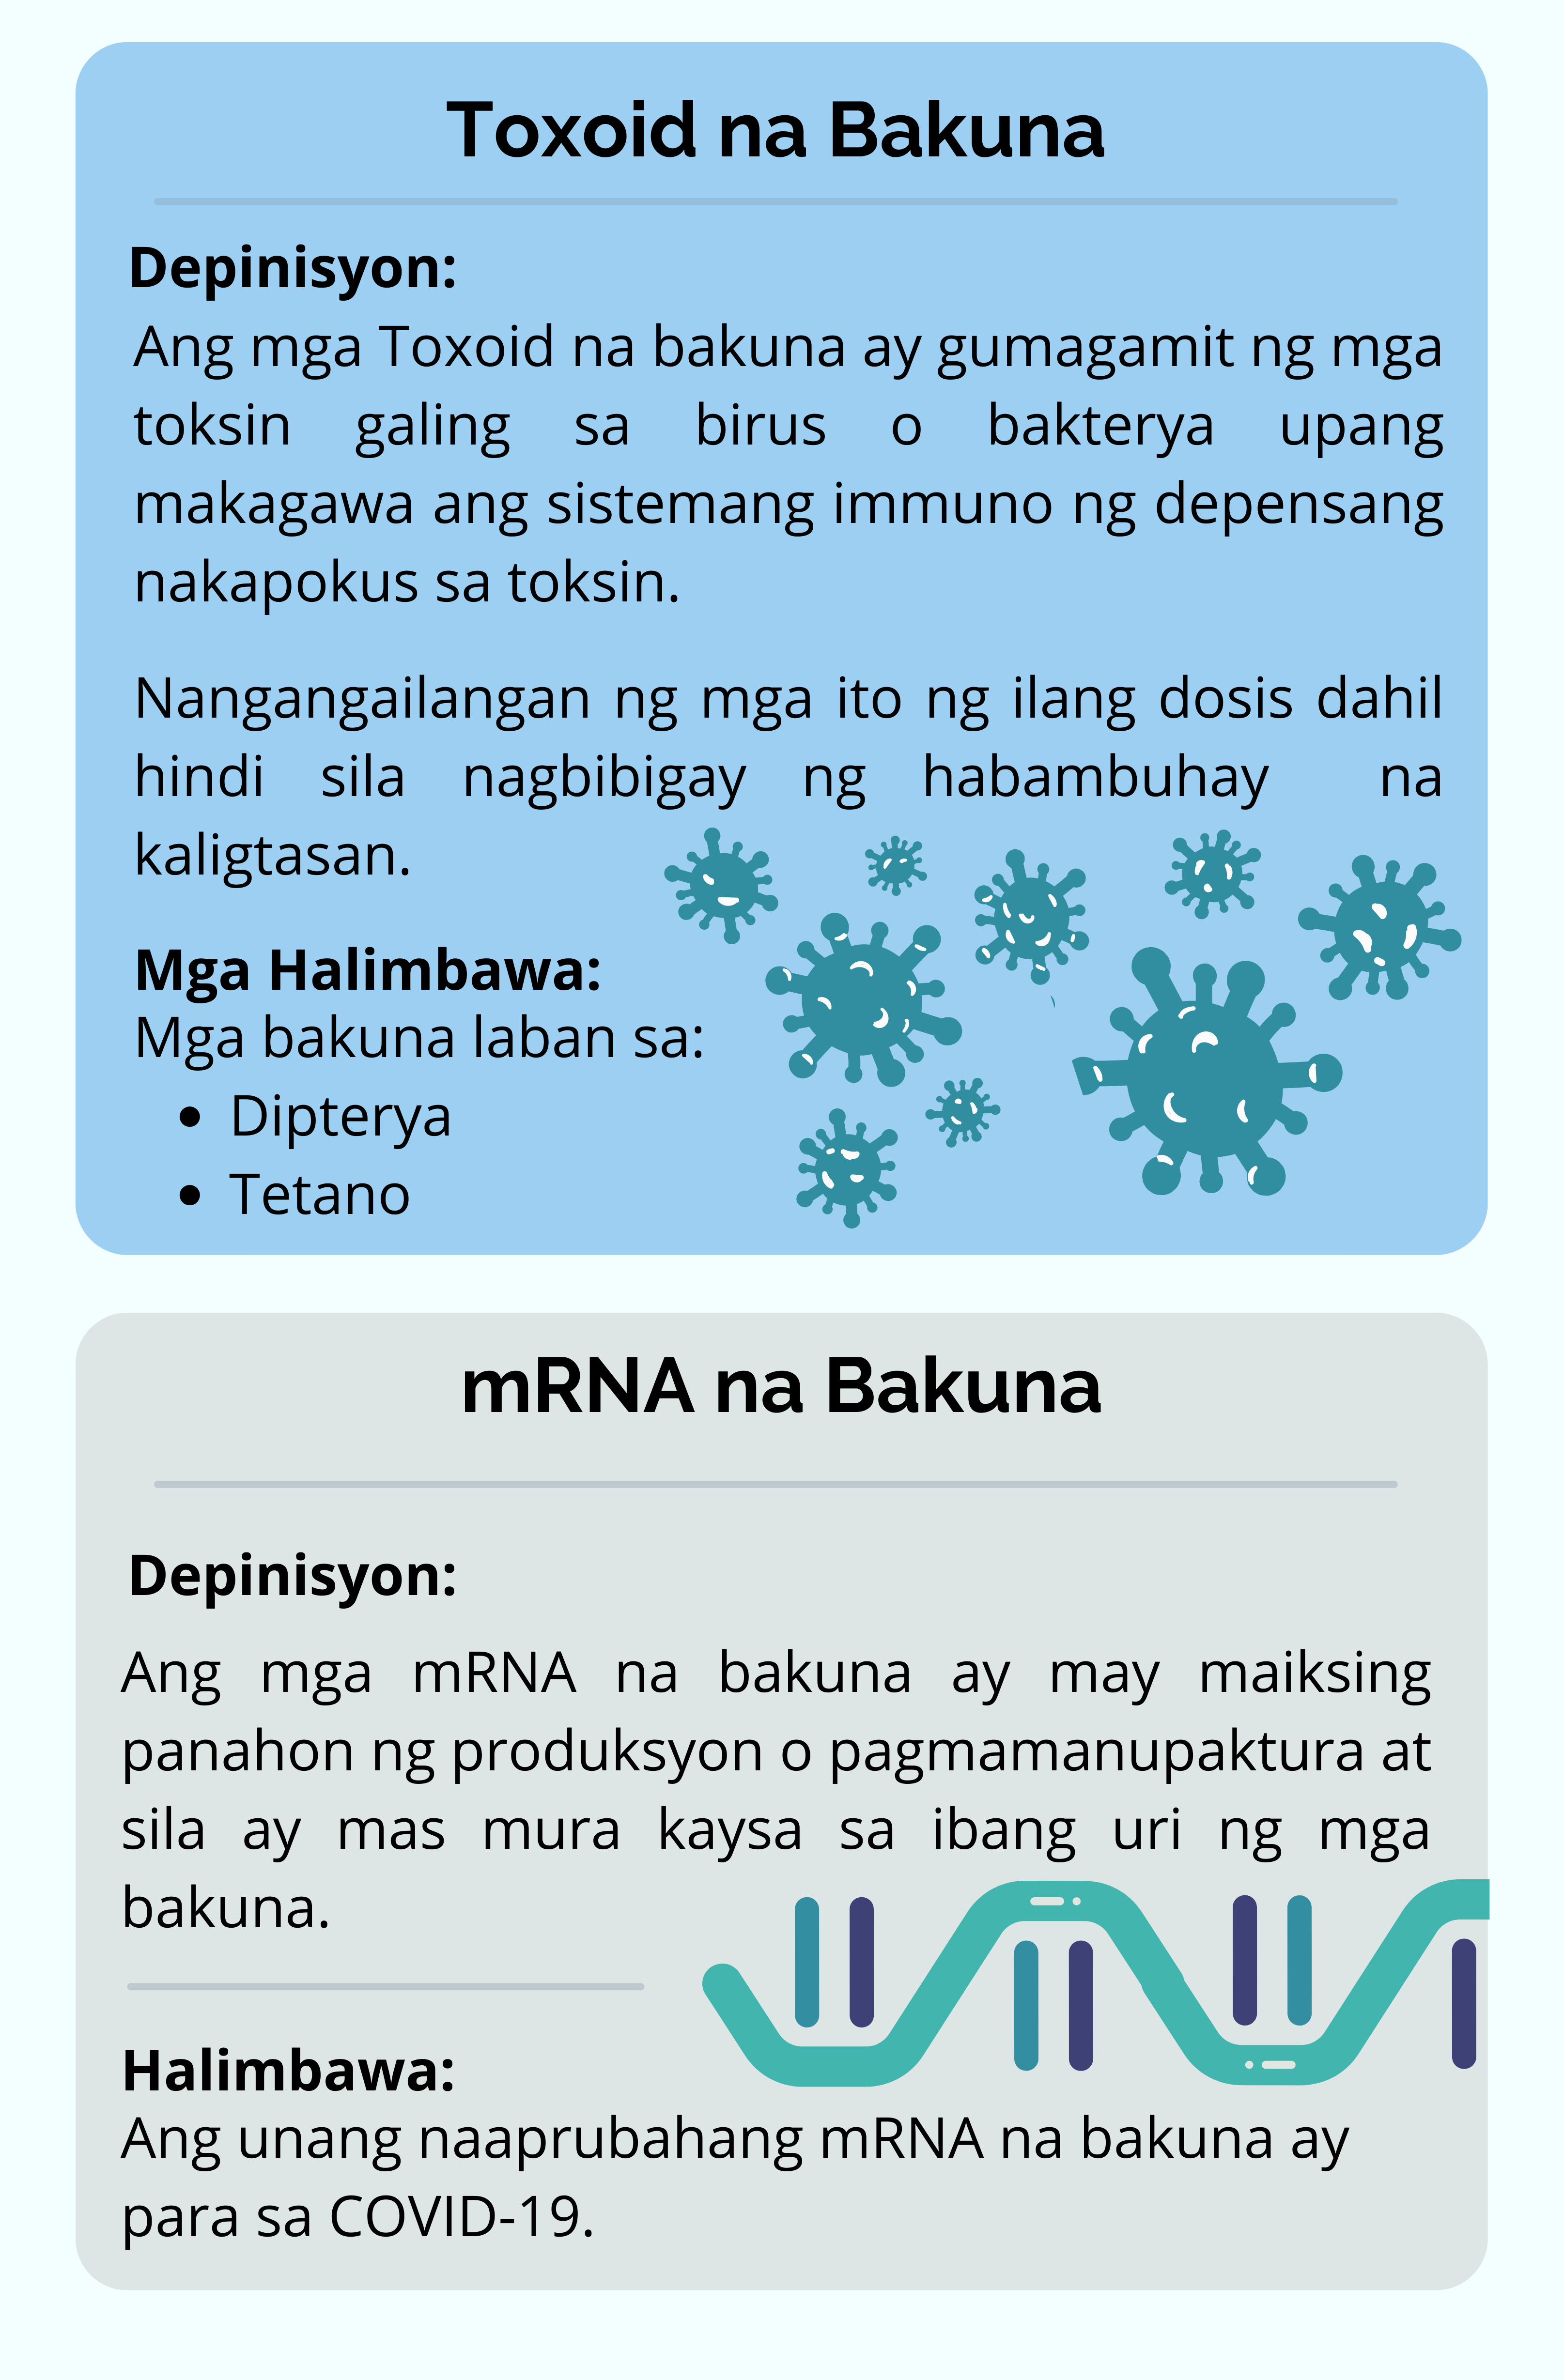 Toxoid na Bakuna
Depinisyon:
Ang mga Toxoid na bakuna ay gumagamit ng mga
toksin galing sa birus o bakterya upang
makagawa ang sistemang immuno ng depensang
nakapokus sa toksin.
Nangangailangan ng mga ito ng ilang dosis dahil
hindi sila nagbibigay ng habambuhay na
kaligtasan.
Mga Halimbawa:
Mga bakuna laban sa:
• Dipterya
• Tetano
mRNA na Bakuna
Depinisyon:
Ang mga mRNA na bakuna ay may maiksing
panahon ng produksyon o pagmamanupaktura at
sila ay mas mura kaysa sa ibang uri ng mga
bakuna.
Halimbawa:
Ang unang naaprubahang mRNA na bakuna ay
para sa COVID-19.